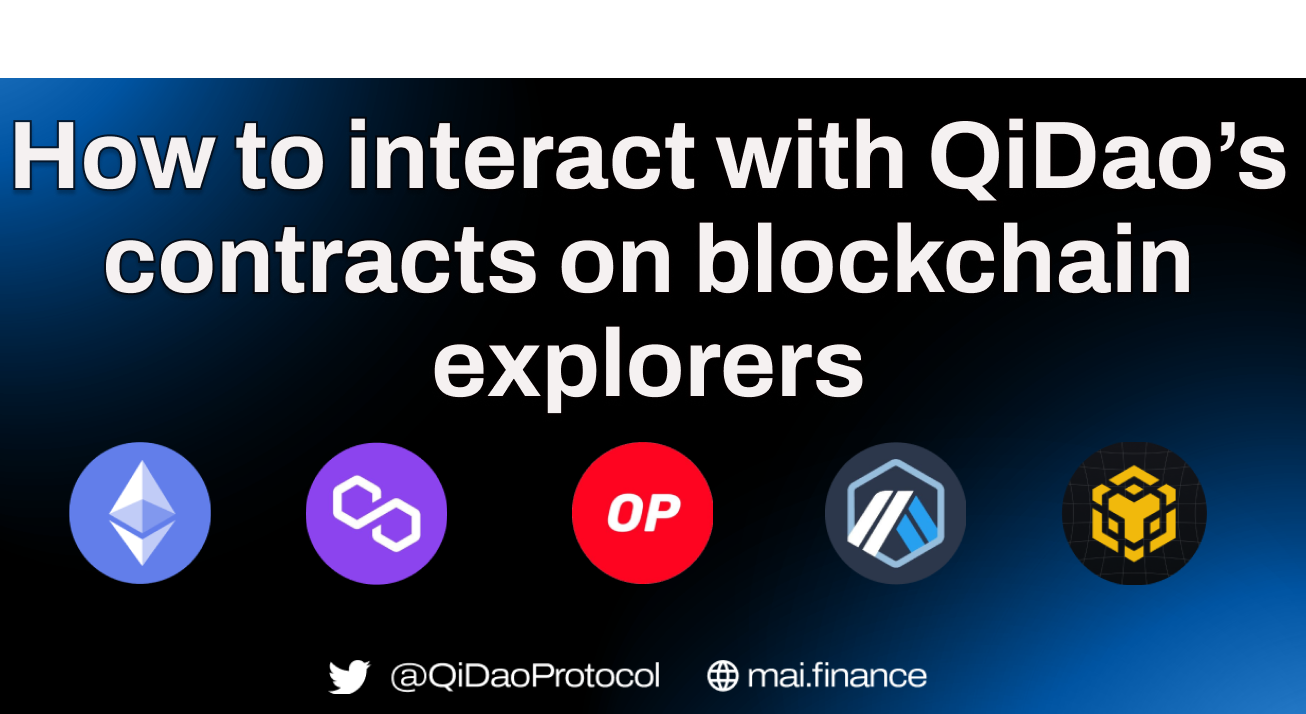 How to interact with QiDao’s
contracts on blockchain
explorers
OP
@QiDaoProtocol
mai.finance